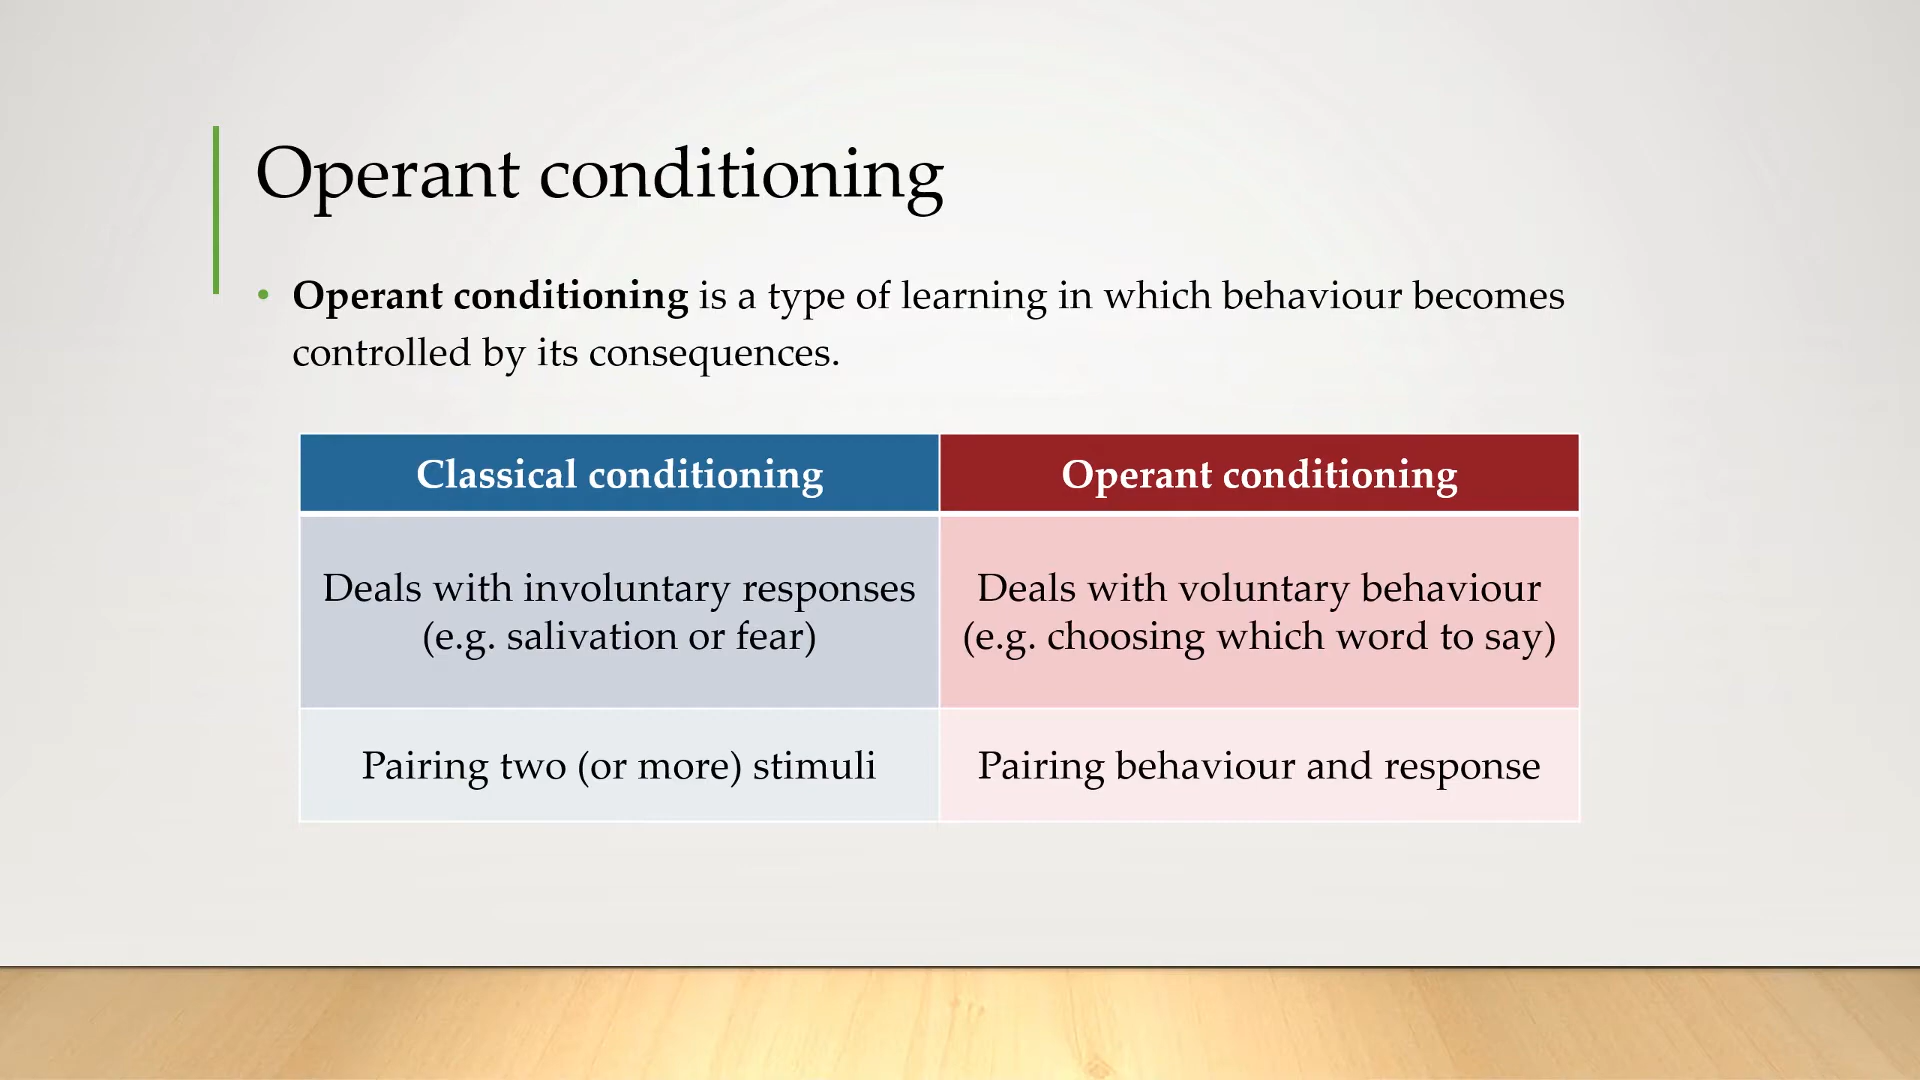 Operant conditioning
• Operant conditioning is a type of learning in which behaviour becomes
controlled by its consequences.
Classical conditioning
Operant conditioning
Deals with involuntary responses
(e.g. salivation or fear)
Deals with voluntary behaviour
(e.g. choosing which word to say)
Pairing two (or more) stimuli
Pairing behaviour and response